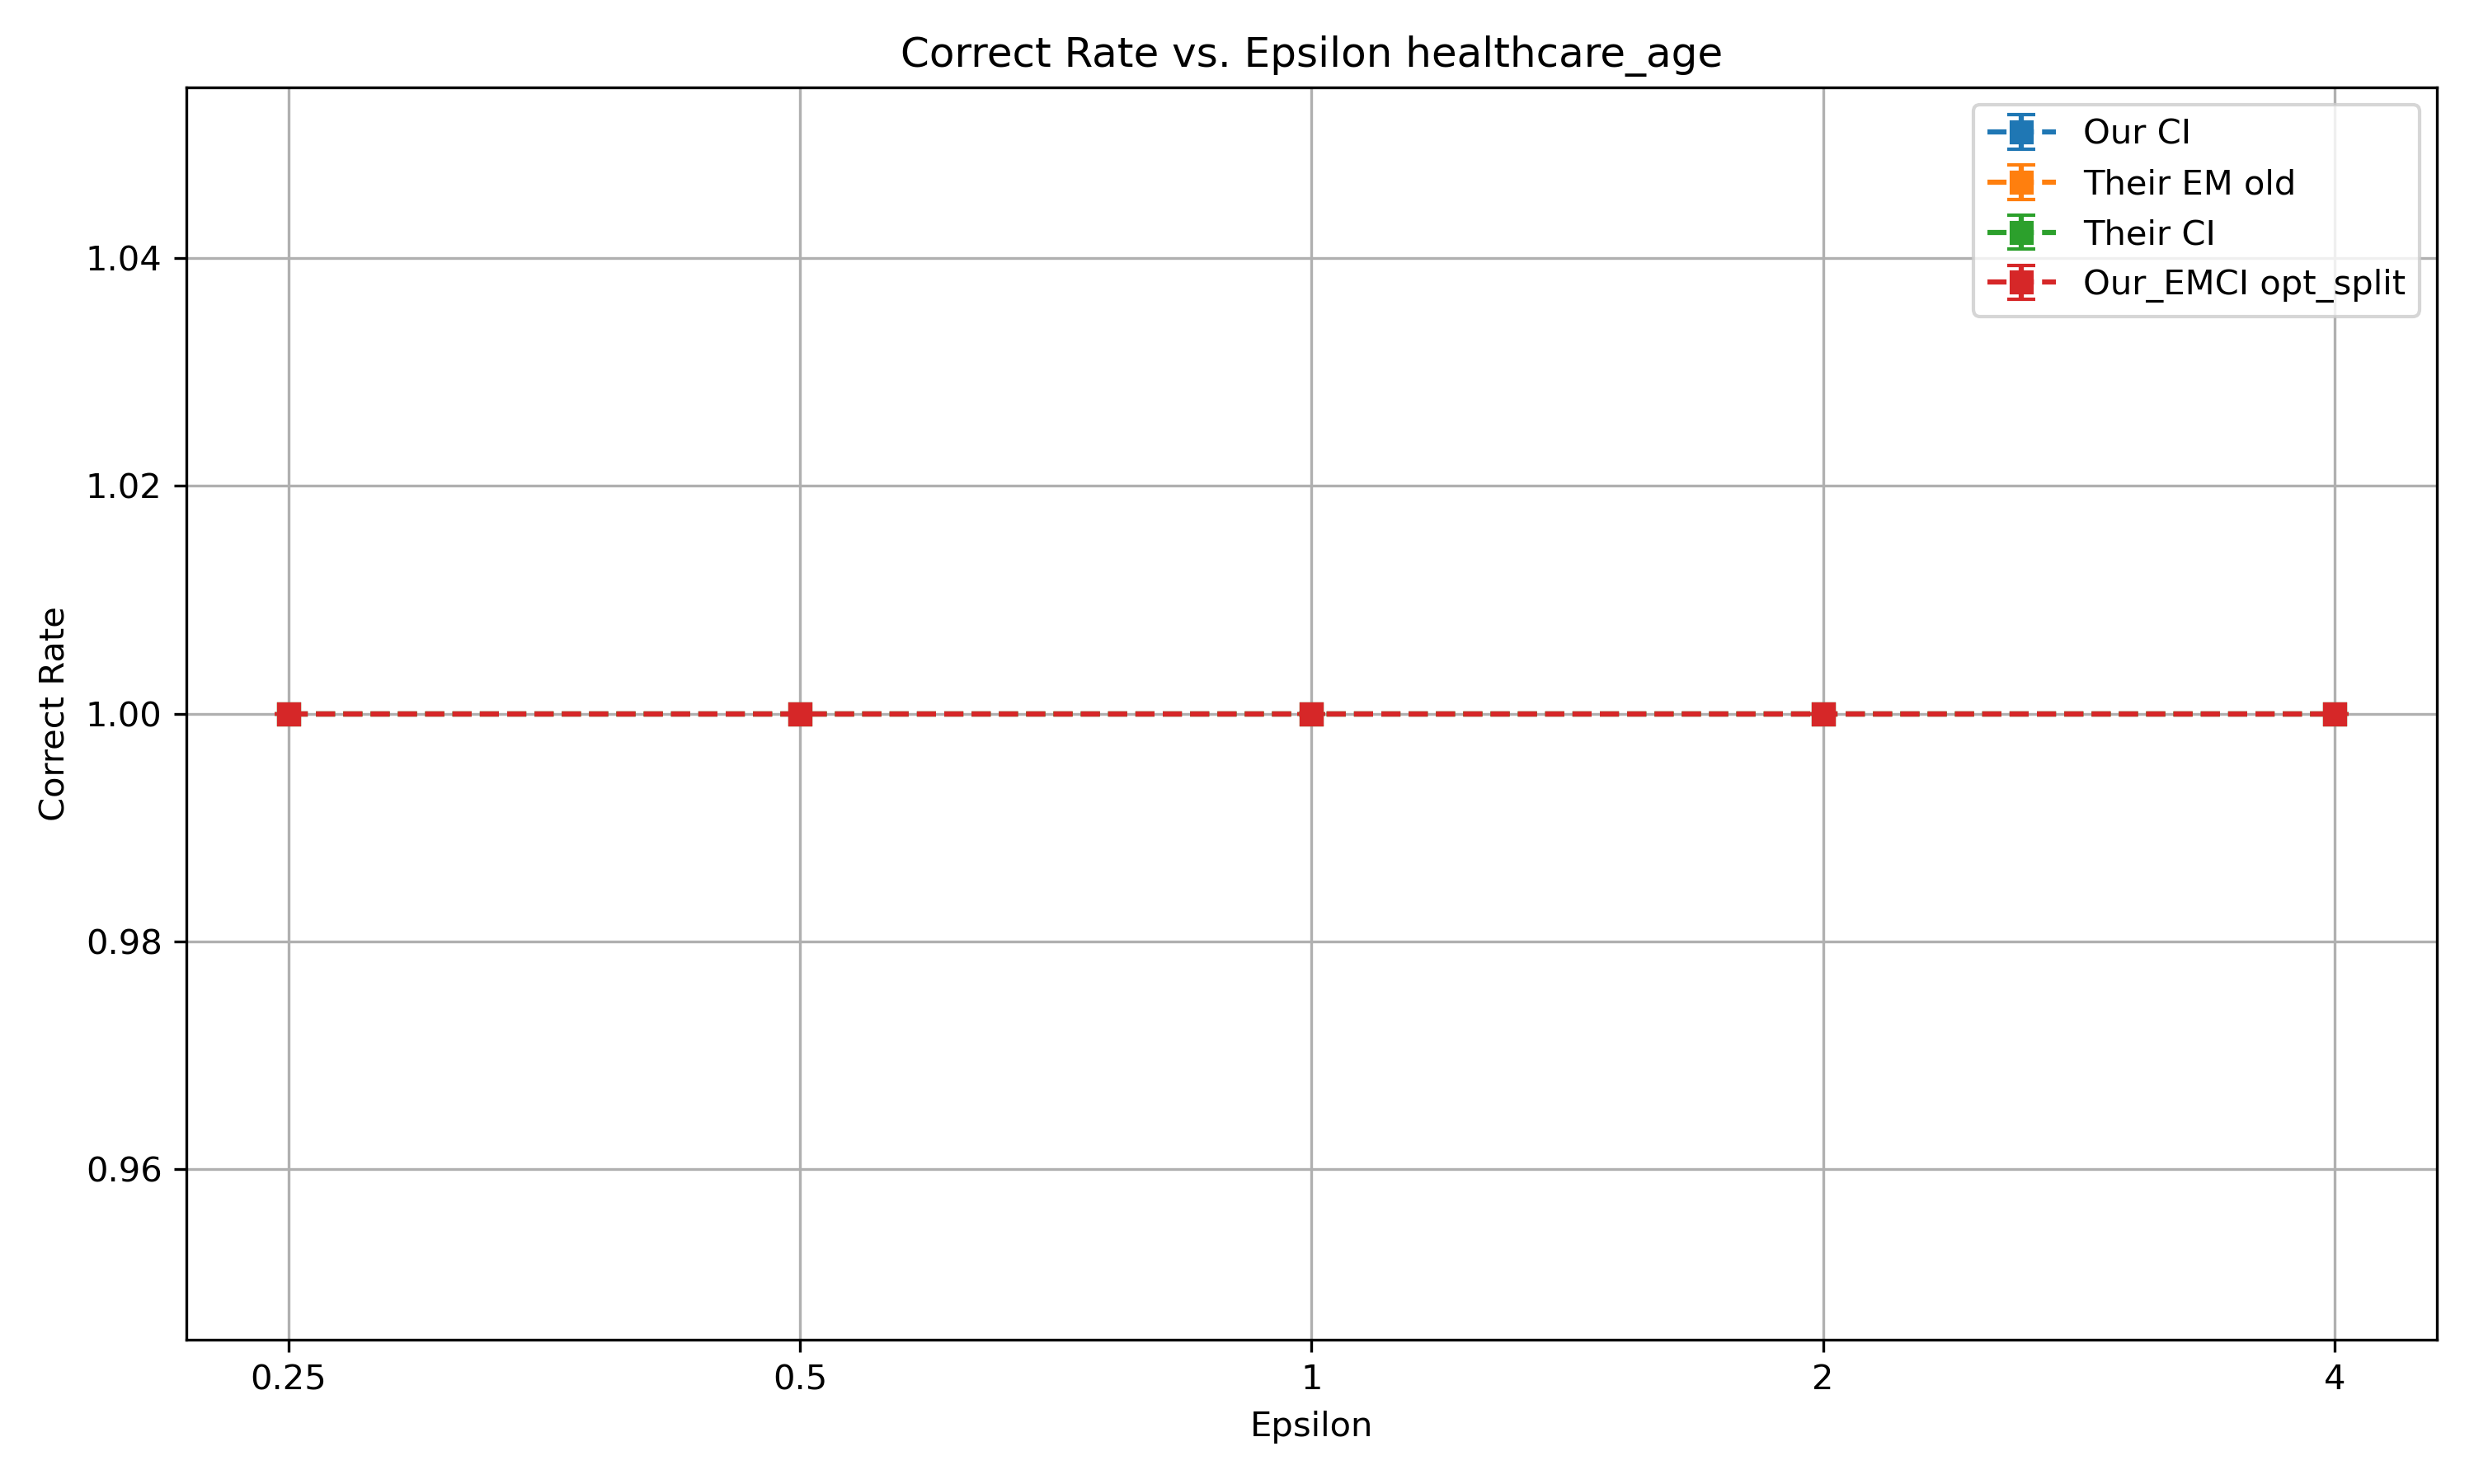 Correct Rate vs. Epsilon healthcare_age
Our CI
Their EM old
Their CI
Our_EMCI opt_split
Correct Rate
1.04
1.02
1.00
0.98
0.96
0.25
0.5
1
2
4
Epsilon